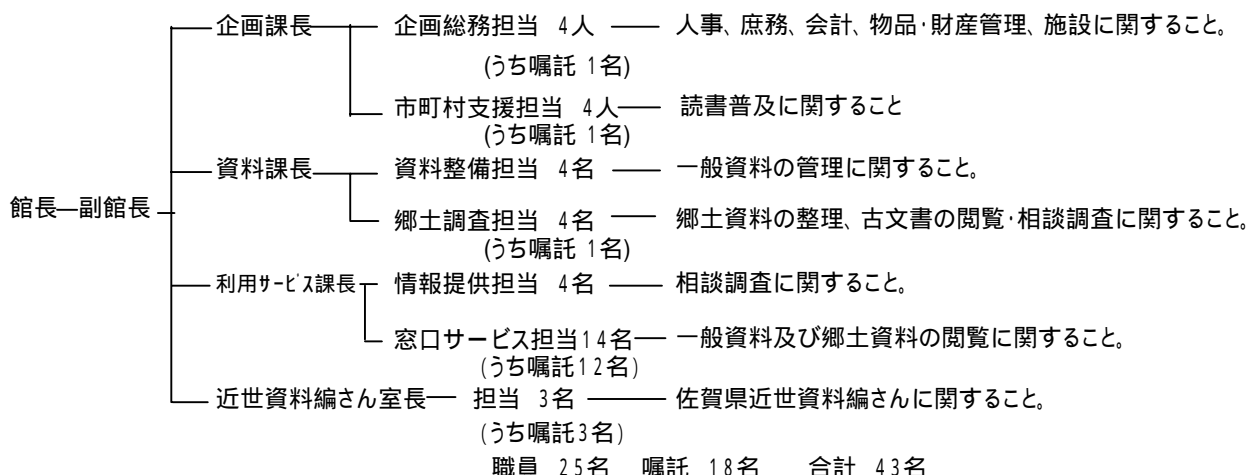 企画課長 企画総務担当 4人 人事、庶務、会計、物品・財産管理、施設に関すること。
(うち嘱託 1名)
市町村支援担当 4人 読書普及に関すること
(うち嘱託 1名)
資料課長 資料整備担当 4名 一般資料の管理に関すること。
館長 副館長
郷土調査担当 4名 郷土資料の整理、古文書の閲覧・相談調査に関すること。
(うち嘱託 1名)
利用サービス課長 情報提供担当 4名 相談調査に関すること。
窓口サービス担当14名 一般資料及び郷土資料の閲覧に関すること。
(うち嘱託12名)
近世資料編さん室長 担当 3名 佐賀県近世資料編さんに関すること。
(うち嘱託3名)
職員 25名 嘱託 18名 合計 43名